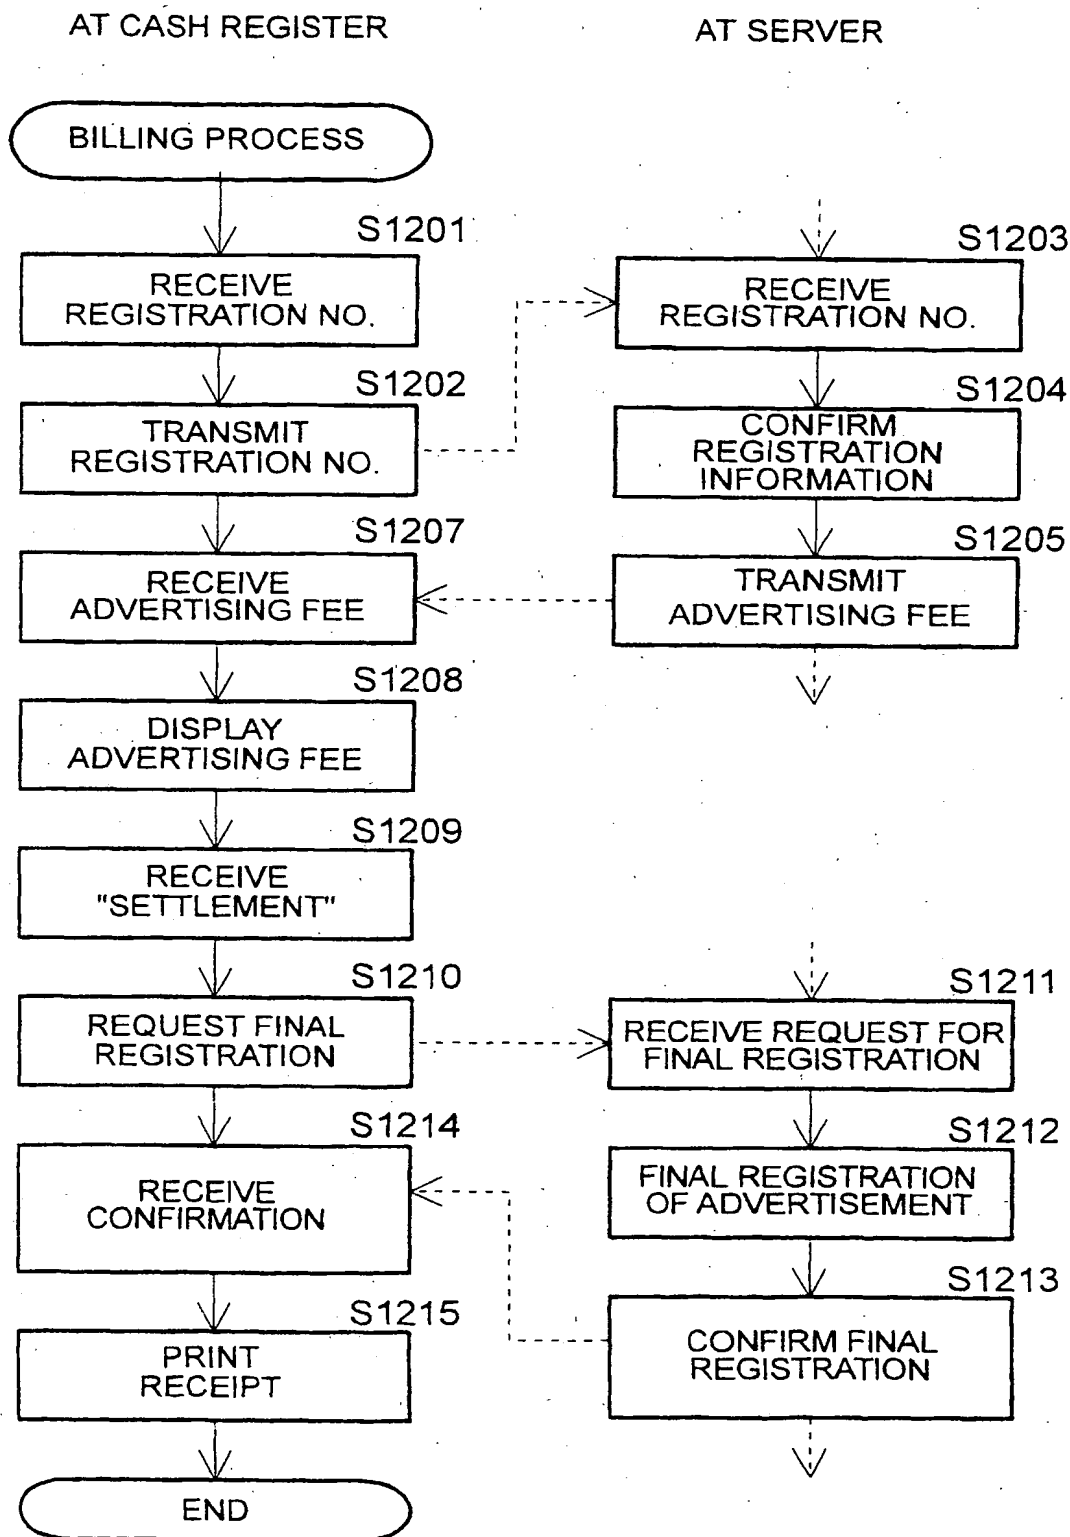 AT CASH REGISTER
AT SERVER
BILLING PROCESS
S1201
RECEIVE
REGISTRATION NO.
S1203
RECEIVE
REGISTRATION NO.
S1202
TRANSMIT
REGISTRATION NO.
S1204
CONFIRM
REGISTRATION
INFORMATION
S1207
RECEIVE
ADVERTISING FEE
S1205
TRANSMIT
ADVERTISING FEE
S1208
DISPLAY
ADVERTISING FEE
S1209
RECEIVE
"SETTLEMENT"
S1210
REQUEST FINAL
REGISTRATION
S1211
RECEIVE REQUEST FOR
FINAL REGISTRATION
S1214
RECEIVE
CONFIRMATION
S1212
FINAL REGISTRATION
OF ADVERTISEMENT
S1213
CONFIRM FINAL
REGISTRATION
S1215
PRINT
RECEIPT
END